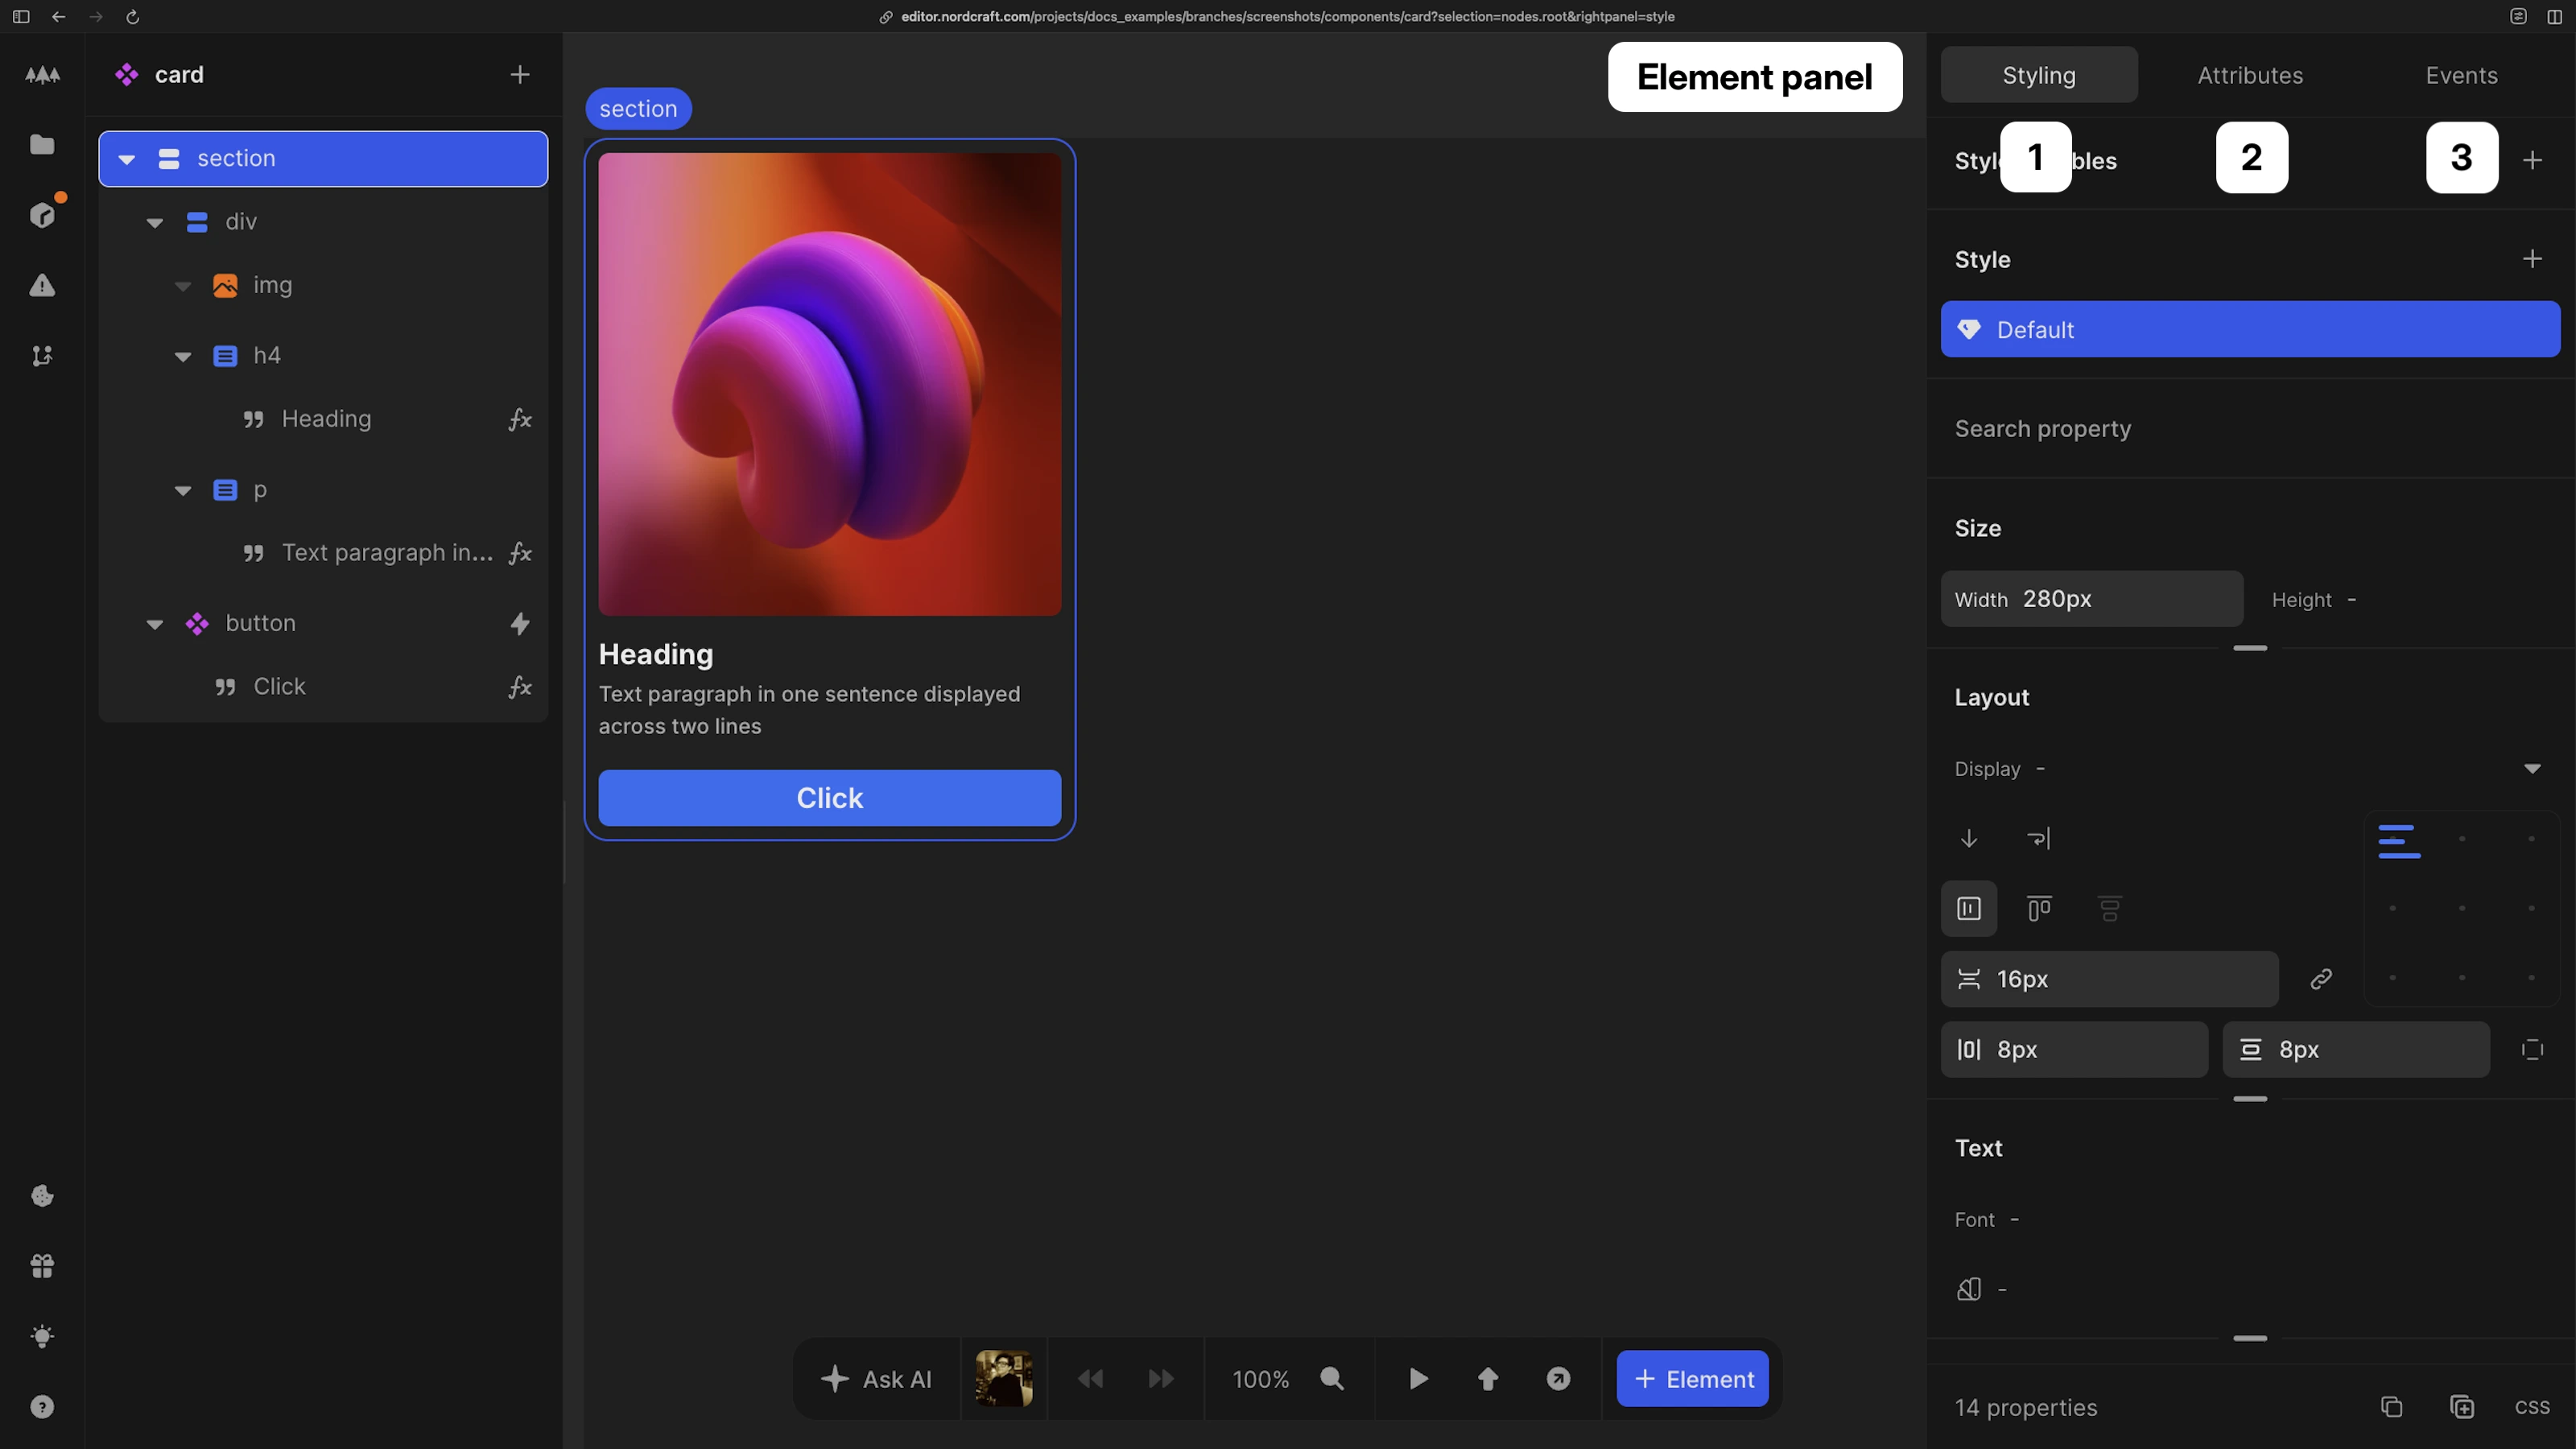 editor.nordcraft.com/projects/docs_examples/branches/screenshots/components/card?selection=nodes.root&rightpanel=style
card
section
div
img
h4
Heading
fx
p
Text paragraph in...
fx
button
Click
fx
section
Heading
Text paragraph in one sentence displayed
across two lines
Click
Ask AI
100%
+ Element
Element panel
Styling
Attributes
Events
1
2
3
Style
Default
Search property
Size
Width 280px
Height -
Layout
Display -
16px
8px
8px
Text
Font -
-
14 properties
CSS